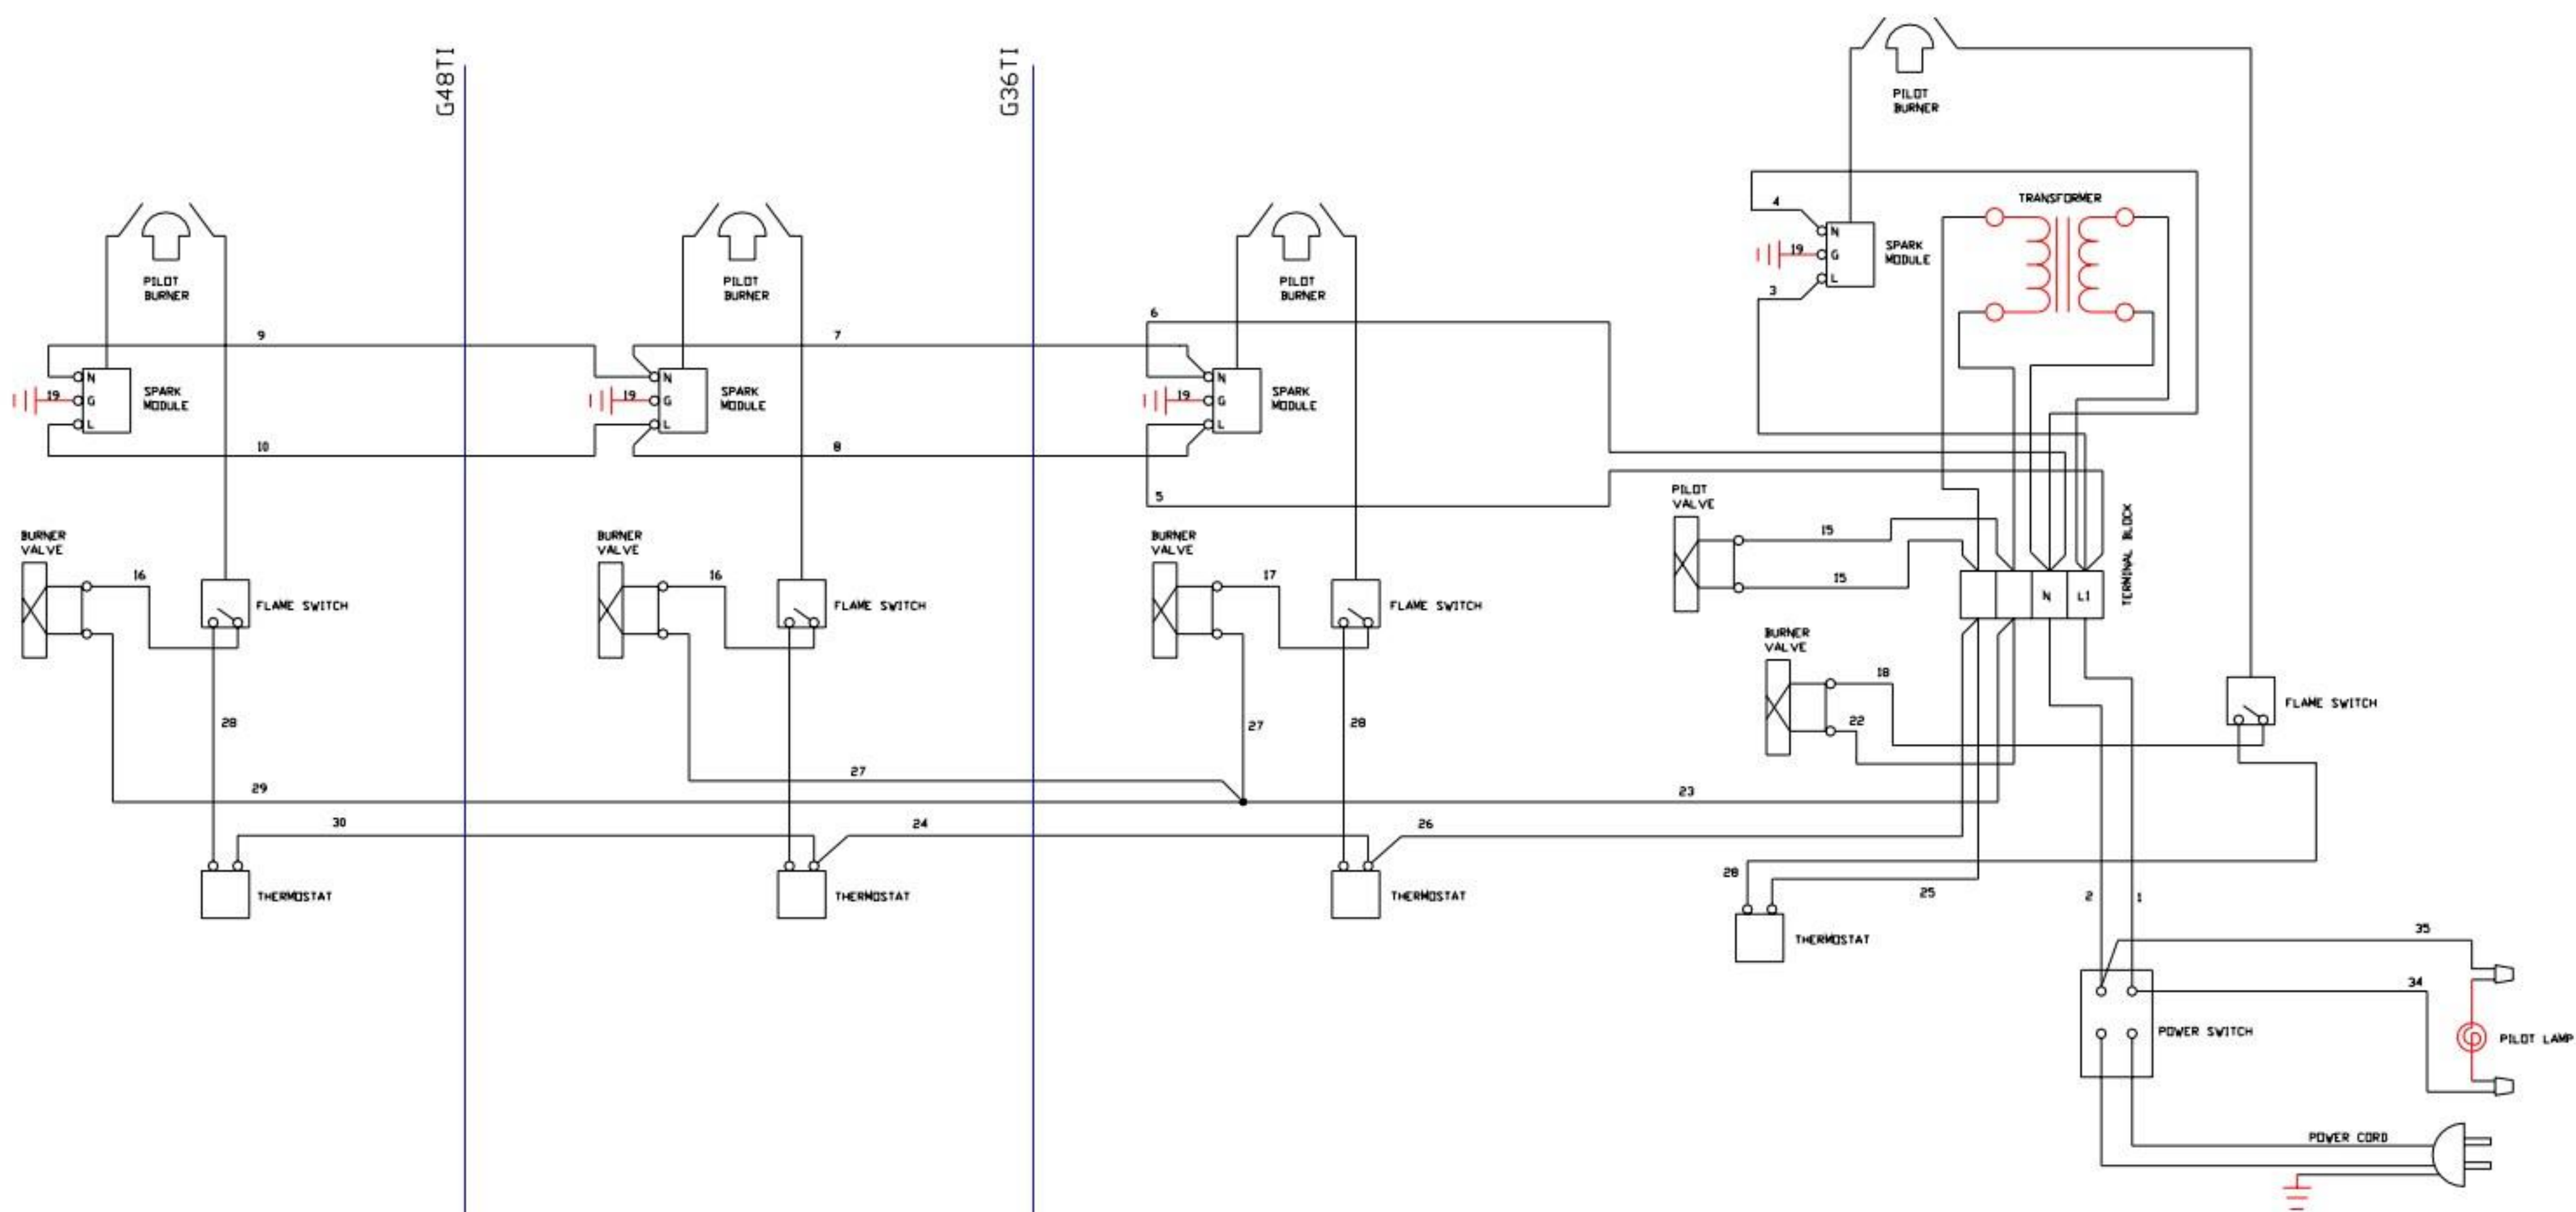 G48TI
G36TI
PILOT
BURNER
TRANSFORMER
4
N
19
G
SPARK
MODULE
L
3
PILOT
BURNER
PILOT
BURNER
PILOT
BURNER
9
7
6
N
19
G
L
SPARK
MODULE
N
19
G
L
SPARK
MODULE
N
19
G
L
SPARK
MODULE
10
8
5
PILOT
VALVE
15
15
TERMINAL BLOCK
N
L1
BURNER
VALVE
16
FLAME SWITCH
BURNER
VALVE
16
FLAME SWITCH
BURNER
VALVE
17
FLAME SWITCH
BURNER
VALVE
18
22
FLAME SWITCH
28
27
28
27
29
23
30
24
26
THERMOSTAT
THERMOSTAT
THERMOSTAT
28
25
2
1
THERMOSTAT
35
34
POWER SWITCH
PILOT LAMP
POWER CORD